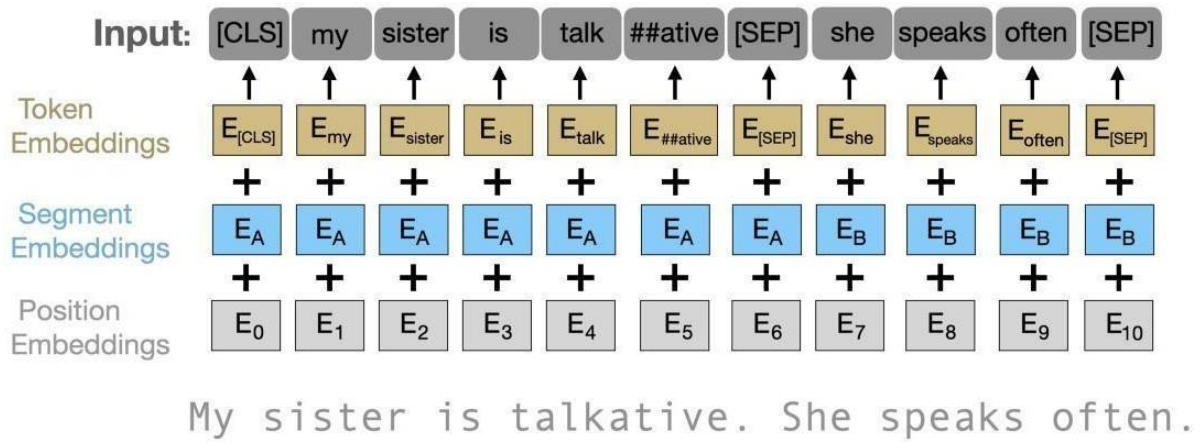 Input: [CLS] my sister is talk ##ative [SEP] she speaks often [SEP]
Token
Embeddings
E[CLS] Emy Esister Eis Etalk E##ative E[SEP] Eshe Espeaks Eoften E[SEP]
+ + + + + + + + + + +
Segment
Embeddings
EA EA EA EA EA EA EA EB EB EB EB
+ + + + + + + + + + +
Position
Embeddings
E0 E1 E2 E3 E4 E5 E6 E7 E8 E9 E10
My sister is talkative. She speaks often.